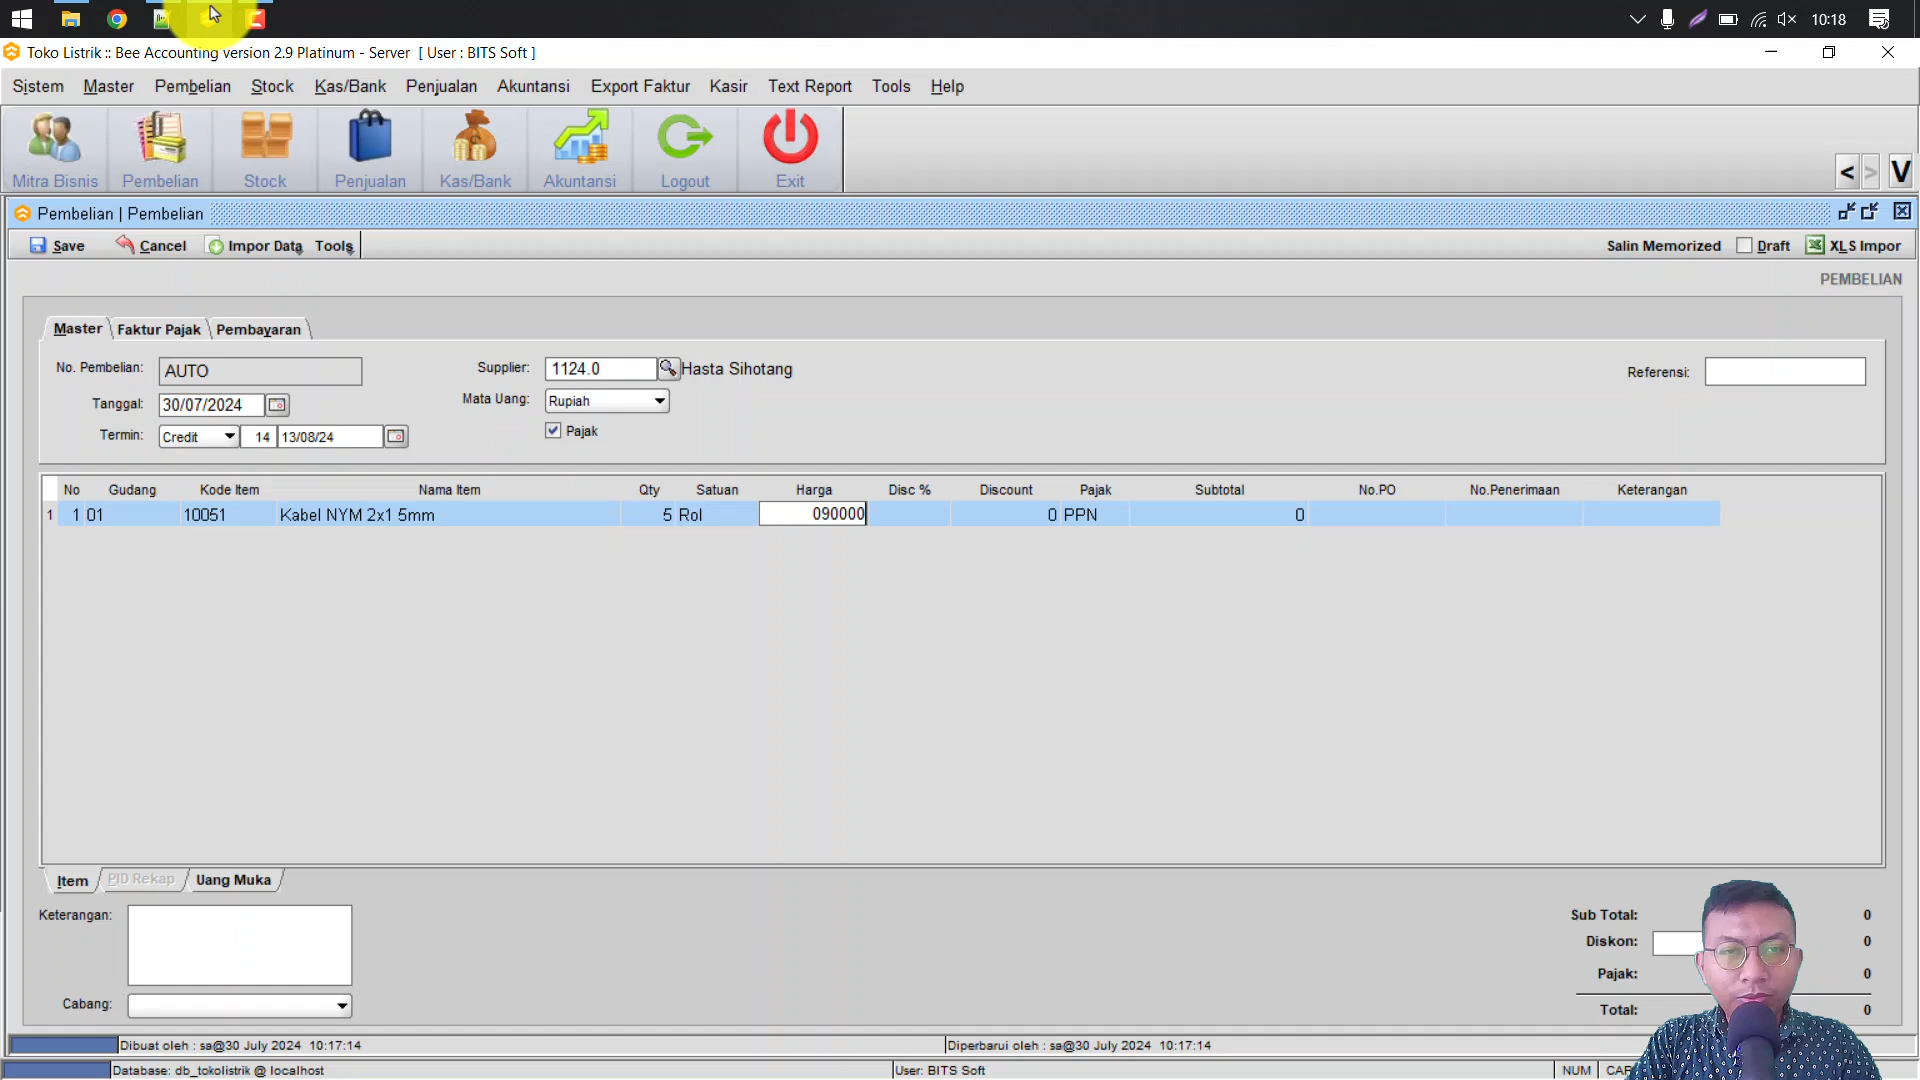 10:18
Toko Listrik :: Bee Accounting version 2.9 Platinum - Server [ User : BITS Soft ]
Sistem Master Pembelian Stock Kas/Bank Penjualan Akuntansi Export Faktur Kasir Text Report Tools Help
Mitra Bisnis Pembelian Stock Penjualan Kas/Bank Akuntansi Logout Exit
< > V
Pembelian | Pembelian
Save Cancel Impor Data Tools Salin Memorized Draft XLS Impor
PEMBELIAN
Master Faktur Pajak Pembayaran
No. Pembelian: AUTO Supplier: 1124.0 Hasta Sihotang Referensi:
Tanggal: 30/07/2024 Mata Uang: Rupiah
Termin: Credit 14 13/08/24 Pajak
No Gudang Kode Item Nama Item Qty Satuan Harga Disc % Discount Pajak Subtotal No.PO No.Penerimaan Keterangan
1 1 01 10051 Kabel NYM 2x1 5mm 5 Rol 090000 0 PPN 0
Item PID Rekap Uang Muka
Keterangan: Sub Total: 0
Diskon: 0
Pajak: 0
Cabang: Total: 0
Dibuat oleh : sa@30 July 2024 10:17:14 Diperbarui oleh : sa@30 July 2024 10:17:14
Database: db_tokolistrik @ localhost User: BITS Soft NUM